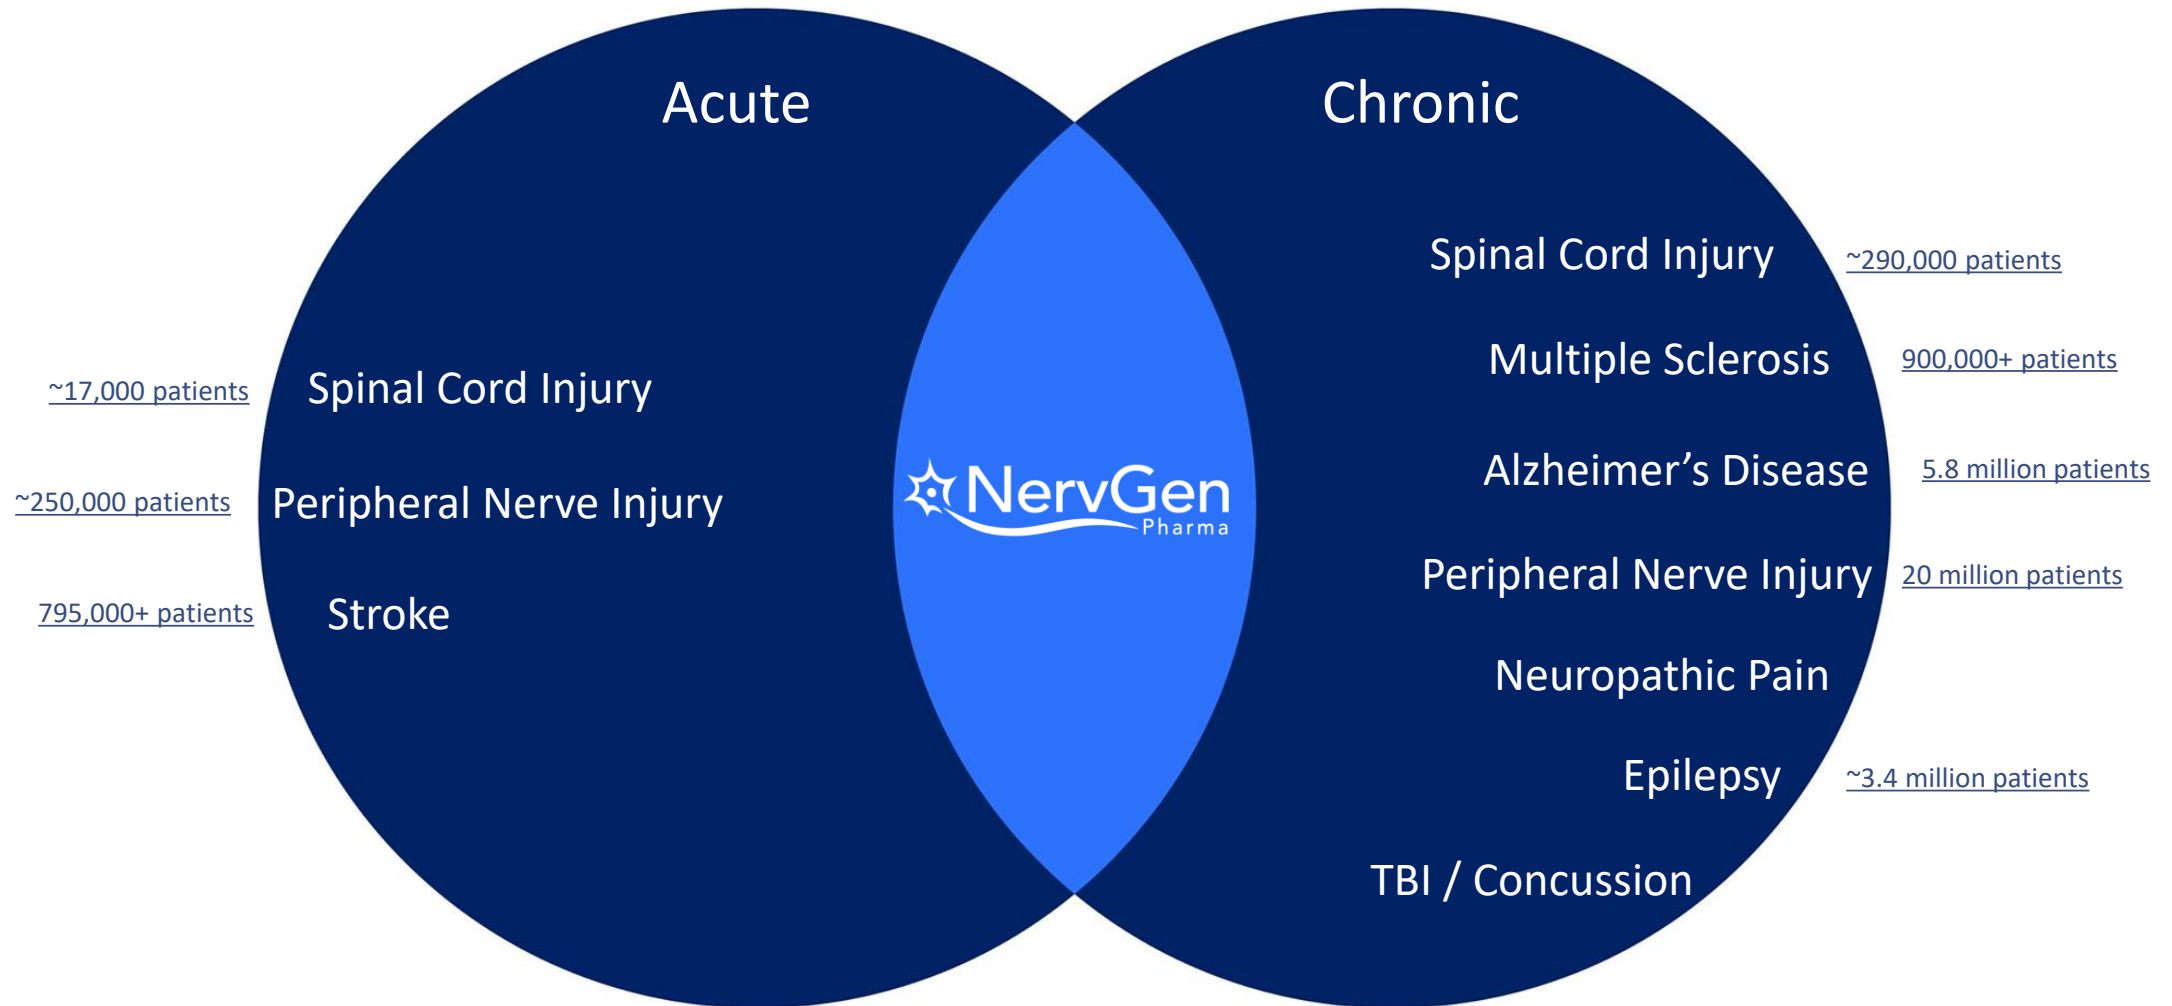 Acute
~17,000 patients
Spinal Cord Injury
~250,000 patients
Peripheral Nerve Injury
795,000+ patients
Stroke
NervGen
Pharma
Chronic
Spinal Cord Injury
~290,000 patients
Multiple Sclerosis
900,000+ patients
Alzheimer’s Disease
5.8 million patients
Peripheral Nerve Injury
20 million patients
Neuropathic Pain
Epilepsy
~3.4 million patients
TBI / Concussion